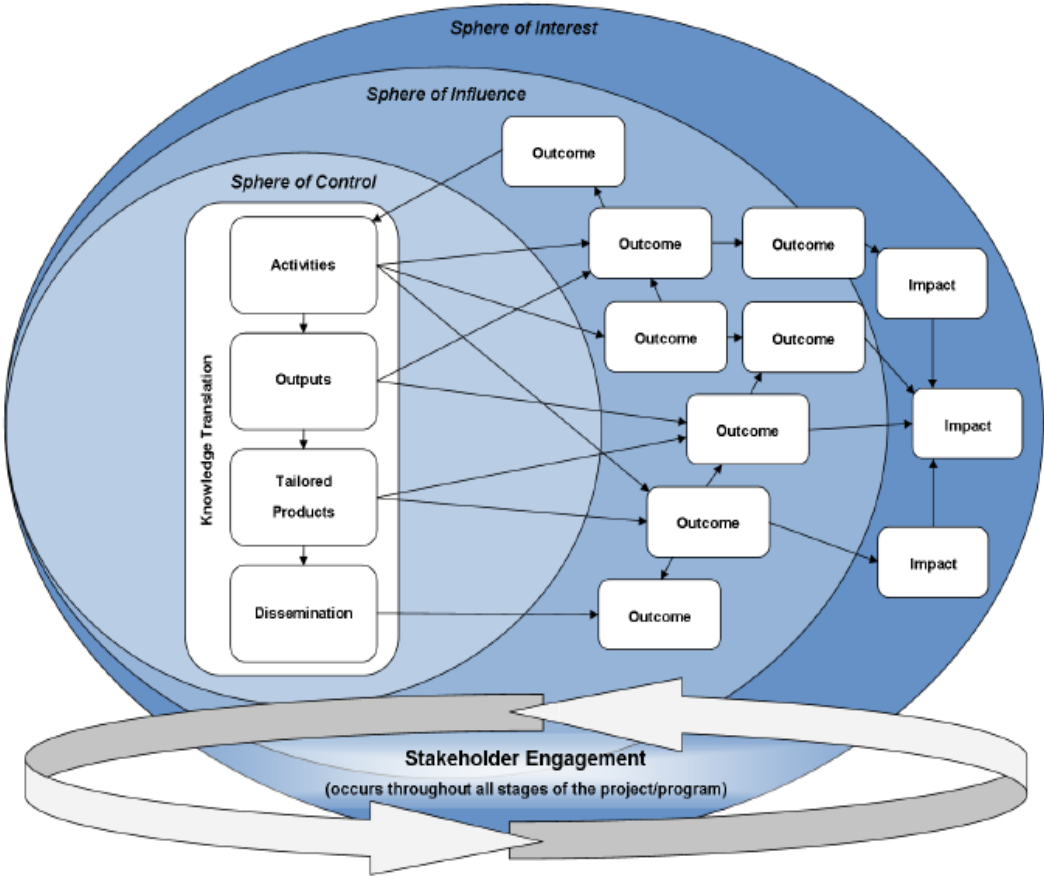 Sphere of Interest
Sphere of Influence
Sphere of Control
Knowledge Translation
Activities
Outputs
Tailored
Products
Dissemination
Outcome
Outcome
Outcome
Outcome
Outcome
Outcome
Outcome
Outcome
Impact
Impact
Impact
Stakeholder Engagement
(occurs throughout all stages of the project/program)